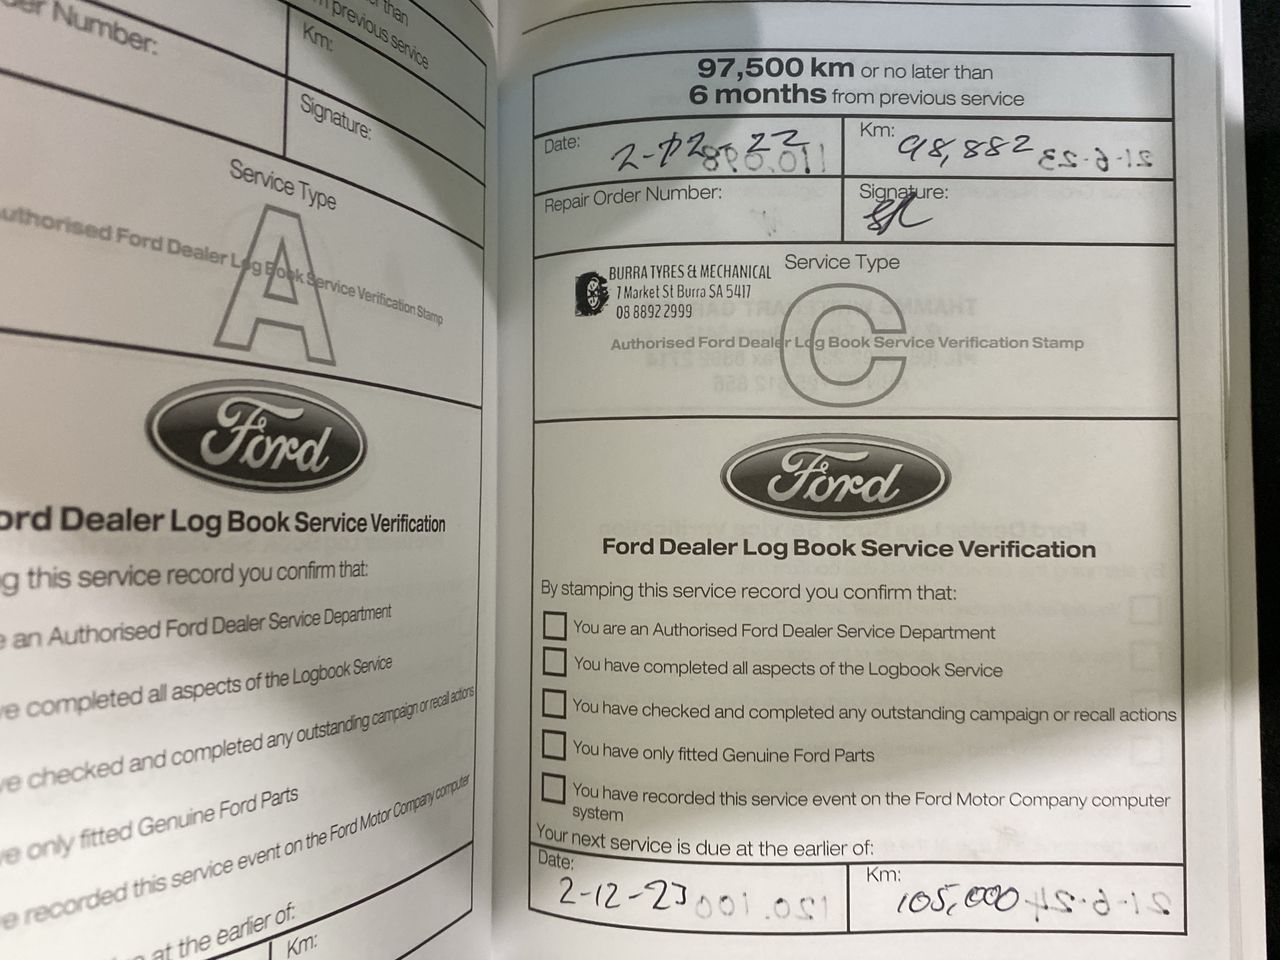 er Number:
than
previous service
Km:
Signature:
Service Type
A
uthorised Ford Dealer Log Book Service Verification Stamp
Ford
ord Dealer Log Book Service Verification
g this service record you confirm that:
e an Authorised Ford Dealer Service Department
ve completed all aspects of the Logbook Service
ve checked and completed any outstanding campaign or recall actions
ve only fitted Genuine Ford Parts
e recorded this service event on the Ford Motor Company computer
at the earlier of:
Km:
97,500 km or no later than
6 months from previous service
Date: 2-12-22
Km: 98,882
Repair Order Number:
Signature:
BURRA TYRES & MECHANICAL
7 Market St Burra SA 5417
08 8892 2999
Service Type
C
Authorised Ford Dealer Log Book Service Verification Stamp
Ford
Ford Dealer Log Book Service Verification
By stamping this service record you confirm that:
You are an Authorised Ford Dealer Service Department
You have completed all aspects of the Logbook Service
You have checked and completed any outstanding campaign or recall actions
You have only fitted Genuine Ford Parts
You have recorded this service event on the Ford Motor Company computer
system
Your next service is due at the earlier of:
Date: 2-12-23
Km: 105,000